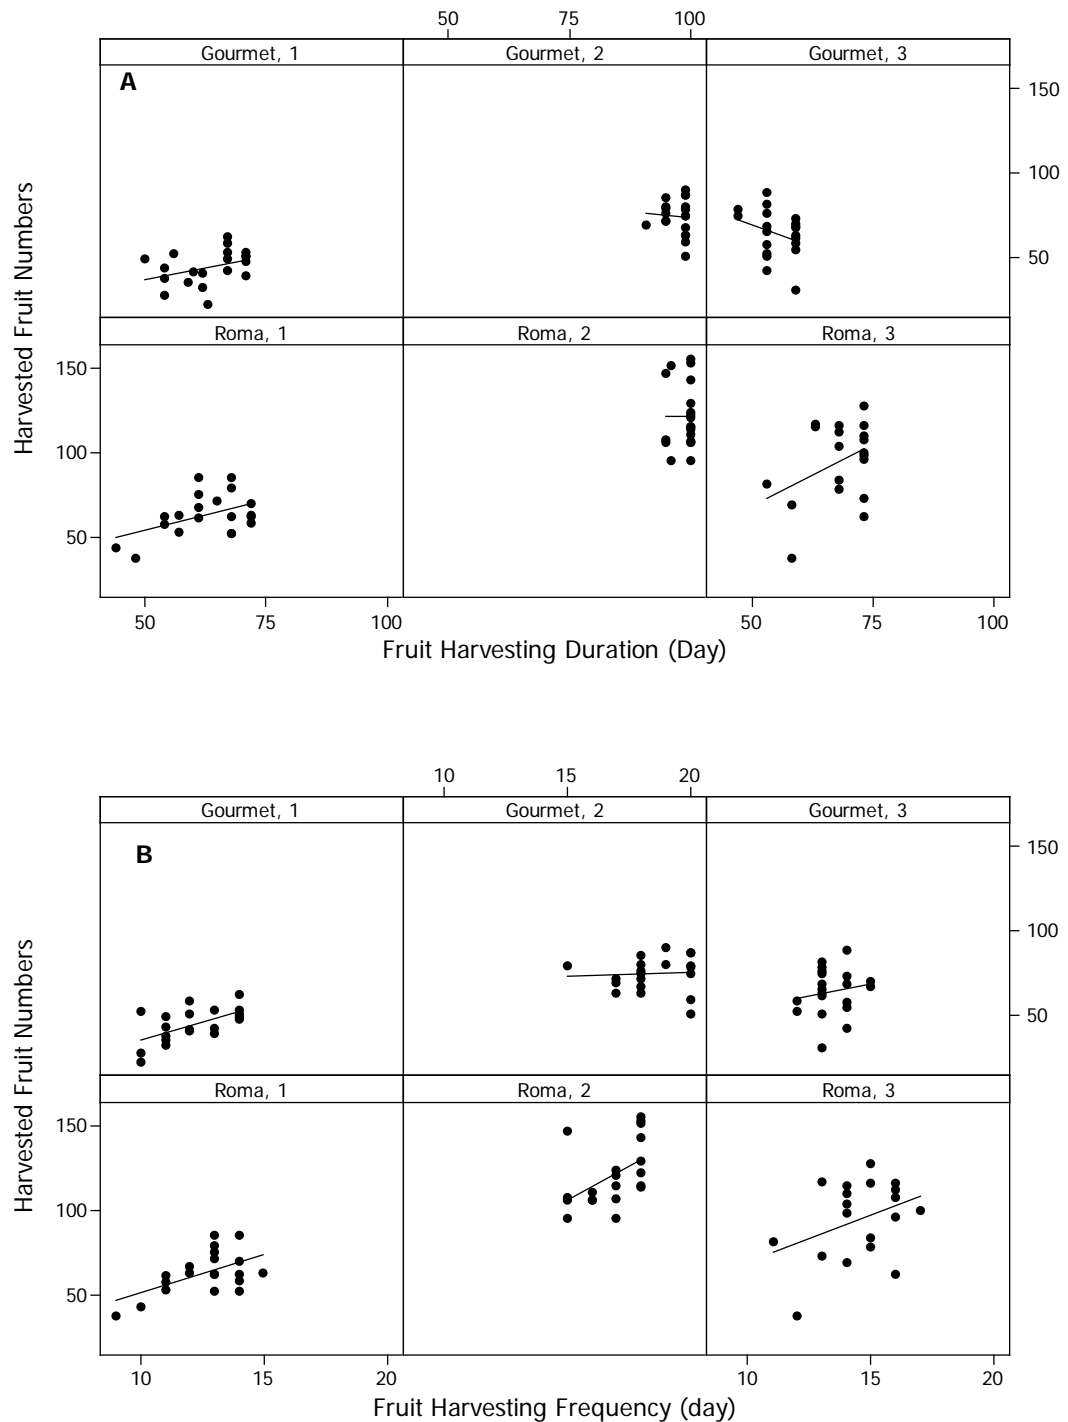 50 75 100
Gourmet, 1 Gourmet, 2 Gourmet, 3
A
150
100
50
Harvested Fruit Numbers
Roma, 1 Roma, 2 Roma, 3
150
100
50
50 75 100 50 75 100
Fruit Harvesting Duration (Day)
10 15 20
Gourmet, 1 Gourmet, 2 Gourmet, 3
B
150
100
50
Harvested Fruit Numbers
Roma, 1 Roma, 2 Roma, 3
150
100
50
10 15 20 10 15 20
Fruit Harvesting Frequency (day)